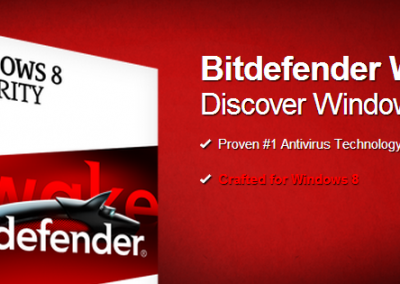 OWS 8
RITY
wake
defender®
Bitdefender W
Discover Window
Proven #1 Antivirus Technology
Crafted for Windows 8